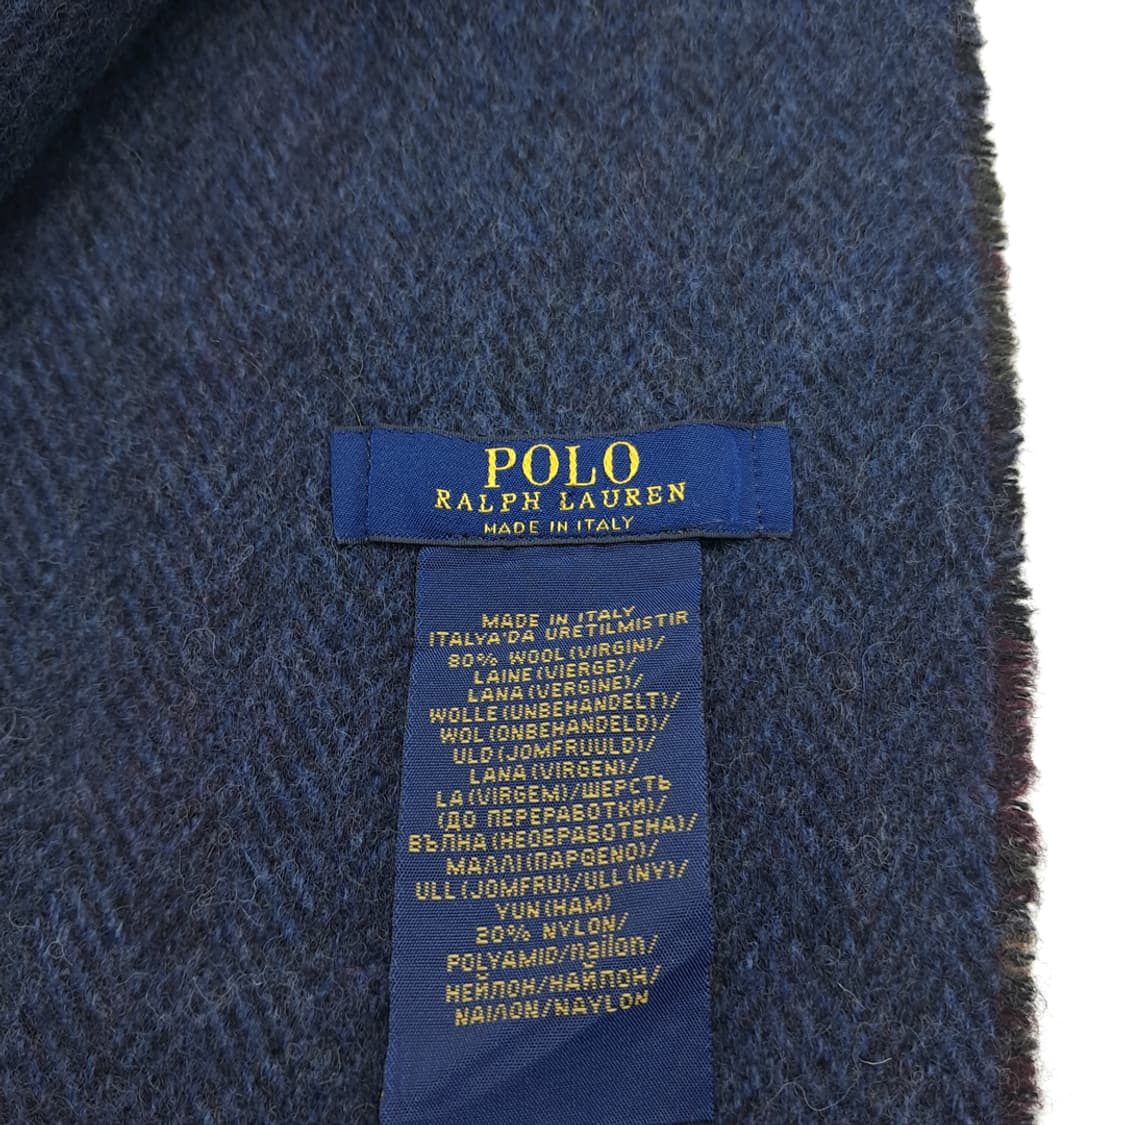 POLO
RALPH LAUREN
MADE IN ITALY
MADE IN ITALY
ITALYA'DA URETILMISTIR
80% WOOL (VIRGIN)/
LAINE (VIERGE)/
LANA (VERGINE)/
WOLLE (UNBEHANDELT)/
WOL (ONBEHANDELD)/
ULD (JOMFRUULD)/
LANA (VIRGEN)/
LA (VIRGEM)/ШЕРСТЬ
(ДО ПЕРЕРАБОТКИ)/
ВЪЛНА (НЕОБРАБОТЕНА)/
ΜΑΛΛΙ (ΠΑΡΘΕΝΟ)/
ULL (JOMFRU)/ULL (NY)/
YUN (HAM)
20% NYLON/
POLYAMID/nailon/
НЕЙЛОН/НАЙЛОН/
ΝΑΙΛΟΝ/NAYLON